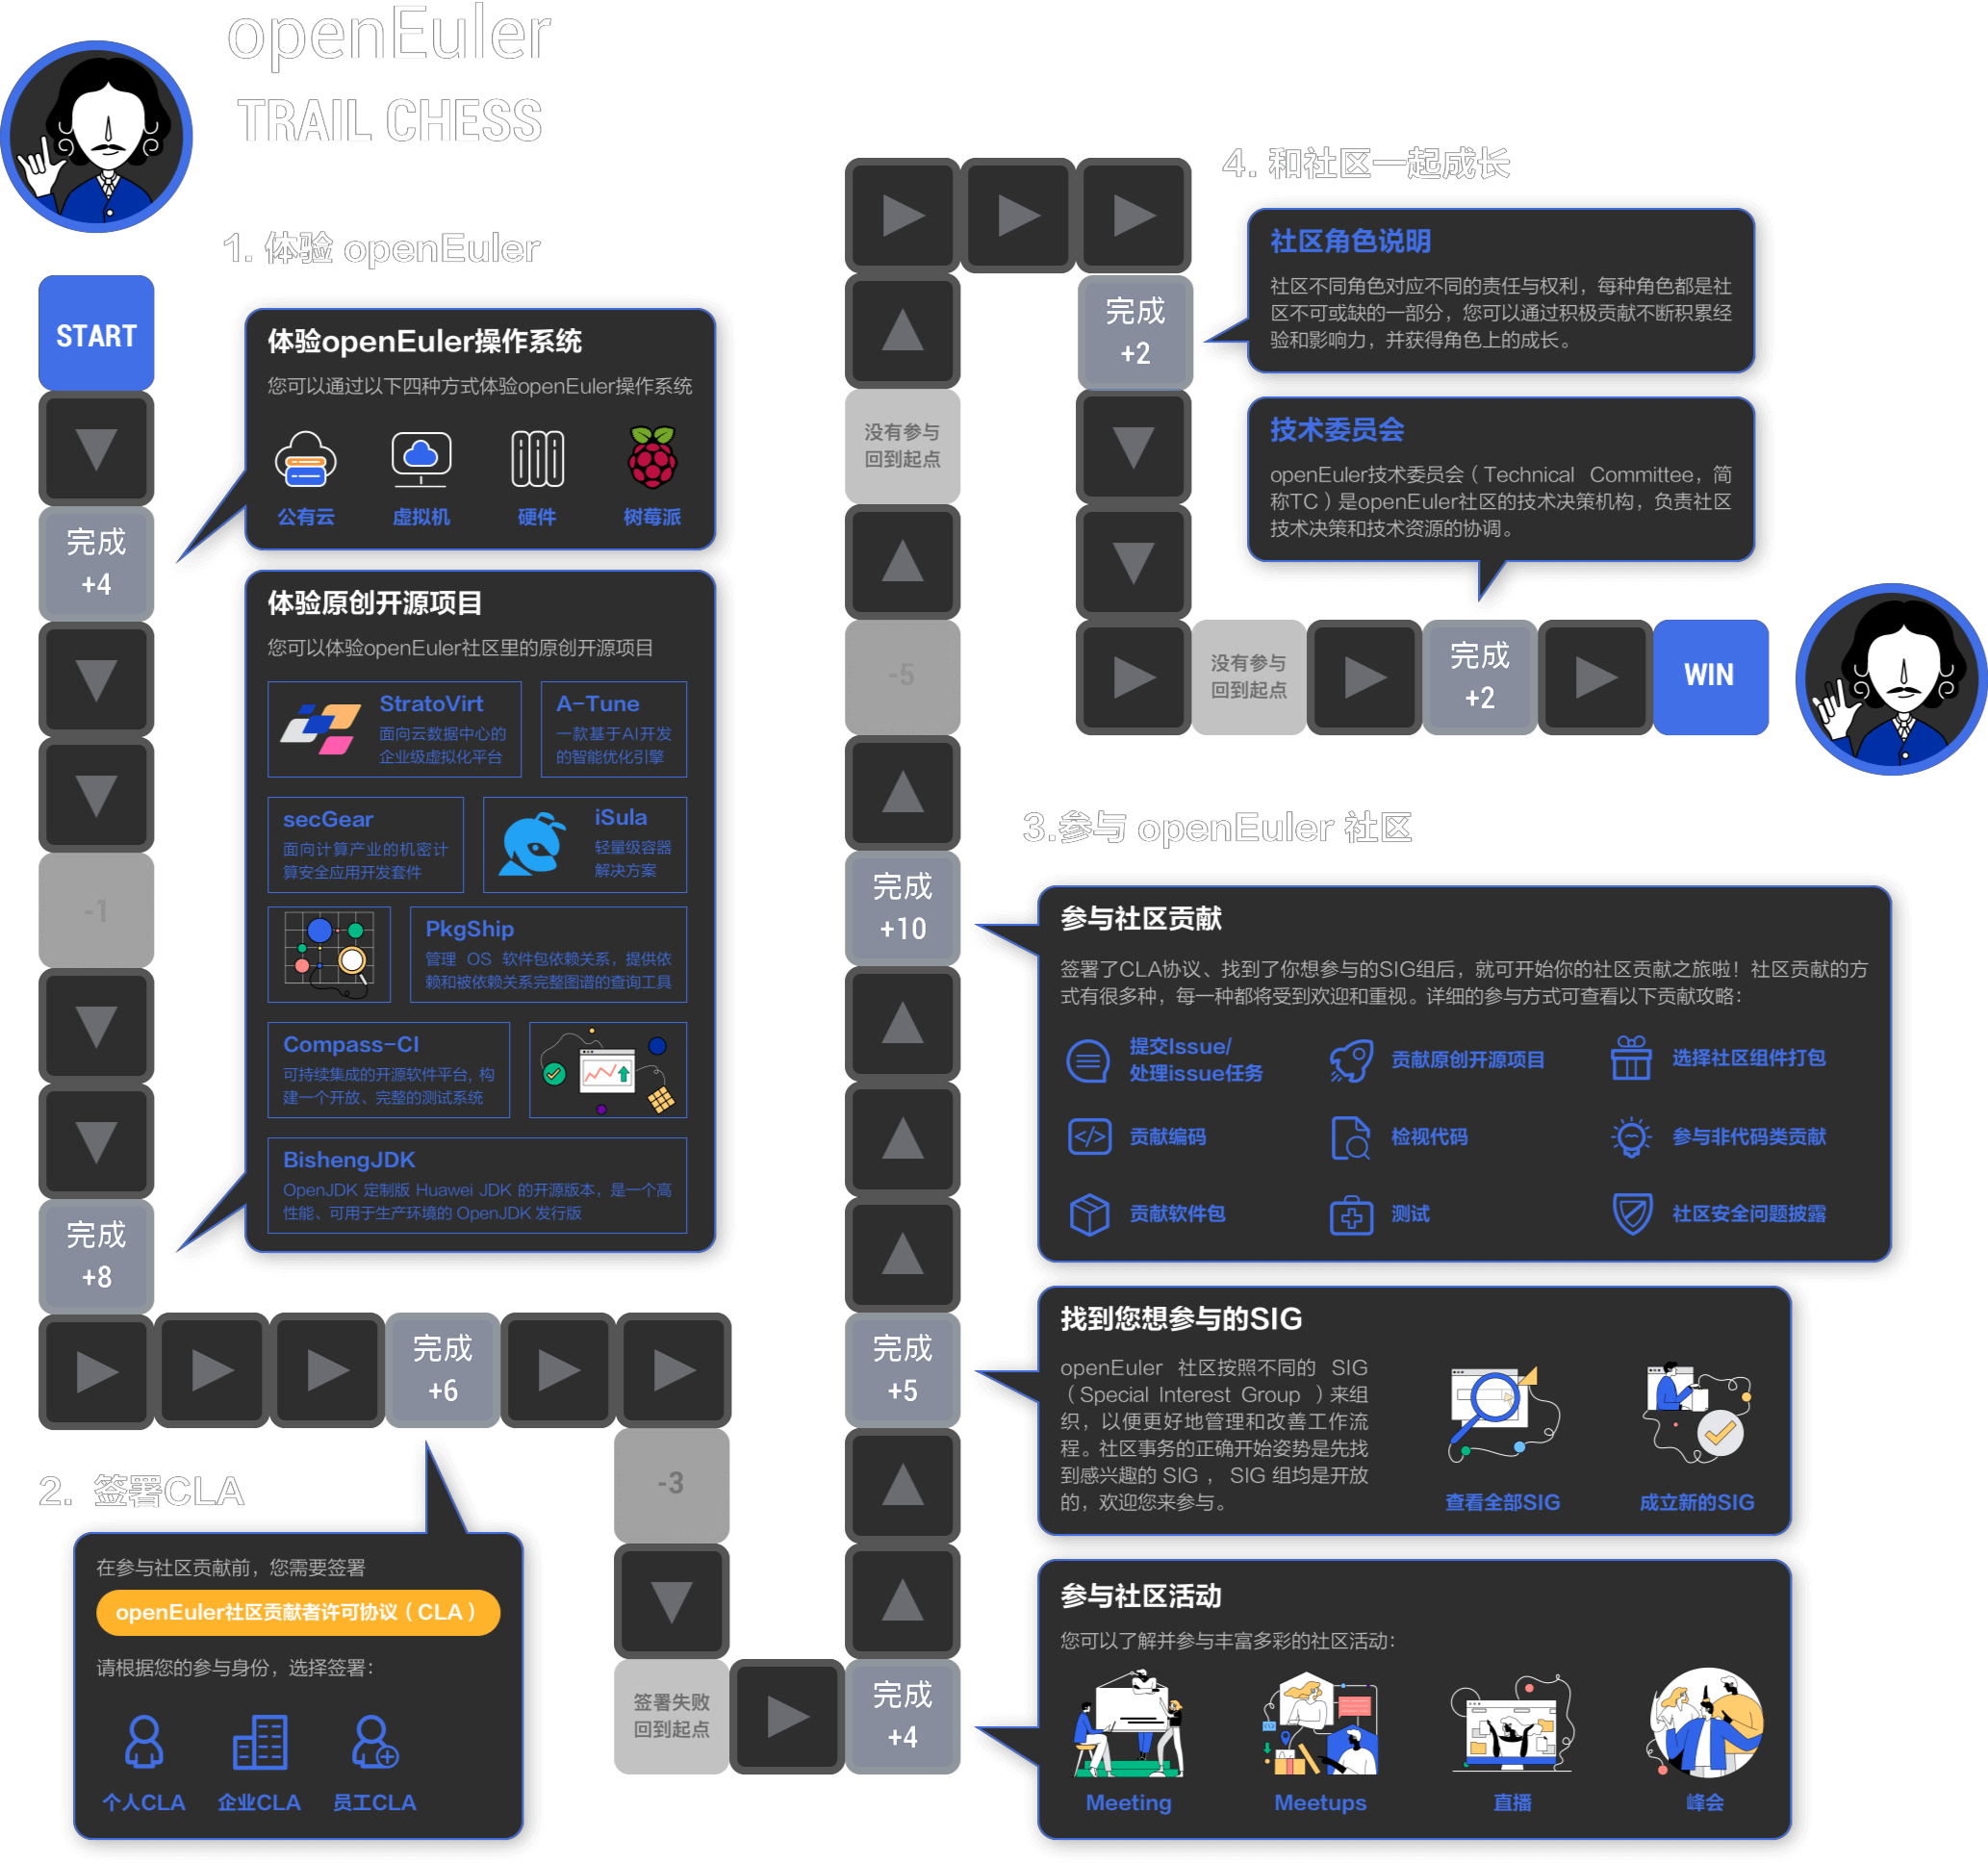 openEuler
TRAIL CHESS
1. 体验 openEuler
START
完成
+4
-1
完成
+8
体验openEuler操作系统
您可以通过以下四种方式体验openEuler操作系统
公有云
虚拟机
硬件
树莓派
体验原创开源项目
您可以体验openEuler社区里的原创开源项目
StratoVirt
面向云数据中心的
企业级虚拟化平台
A-Tune
一款基于AI开发
的智能优化引擎
secGear
面向计算产业的机密计
算安全应用开发套件
iSula
轻量级容器
解决方案
PkgShip
管理 OS 软件包依赖关系，提供依
赖和被依赖关系完整图谱的查询工具
Compass-CI
可持续集成的开源软件平台，构
建一个开放、完整的测试系统
BishengJDK
OpenJDK 定制版 Huawei JDK 的开源版本，是一个高
性能、可用于生产环境的 OpenJDK 发行版
完成
+6
-3
签署失败
回到起点
2. 签署CLA
在参与社区贡献前，您需要签署
openEuler社区贡献者许可协议（CLA）
请根据您的参与身份，选择签署：
个人CLA
企业CLA
员工CLA
完成
+4
完成
+5
完成
+10
-5
没有参与
回到起点
3.参与 openEuler 社区
参与社区贡献
签署了CLA协议、找到了你想参与的SIG组后，就可开始你的社区贡献之旅啦！社区贡献的方
式有很多种，每一种都将受到欢迎和重视。详细的参与方式可查看以下贡献攻略：
提交Issue/
处理issue任务
贡献原创开源项目
选择社区组件打包
贡献编码
检视代码
参与非代码类贡献
贡献软件包
测试
社区安全问题披露
找到您想参与的SIG
openEuler 社区按照不同的 SIG
（Special Interest Group ）来组
织，以便更好地管理和改善工作流
程。社区事务的正确开始姿势是先找
到感兴趣的 SIG ， SIG 组均是开放
的，欢迎您来参与。
查看全部SIG
成立新的SIG
参与社区活动
您可以了解并参与丰富多彩的社区活动：
Meeting
Meetups
直播
峰会
4. 和社区一起成长
完成
+2
社区角色说明
社区不同角色对应不同的责任与权利，每种角色都是社
区不可或缺的一部分，您可以通过积极贡献不断积累经
验和影响力，并获得角色上的成长。
技术委员会
openEuler技术委员会（Technical Committee，简
称TC）是openEuler社区的技术决策机构，负责社区
技术决策和技术资源的协调。
没有参与
回到起点
完成
+2
WIN